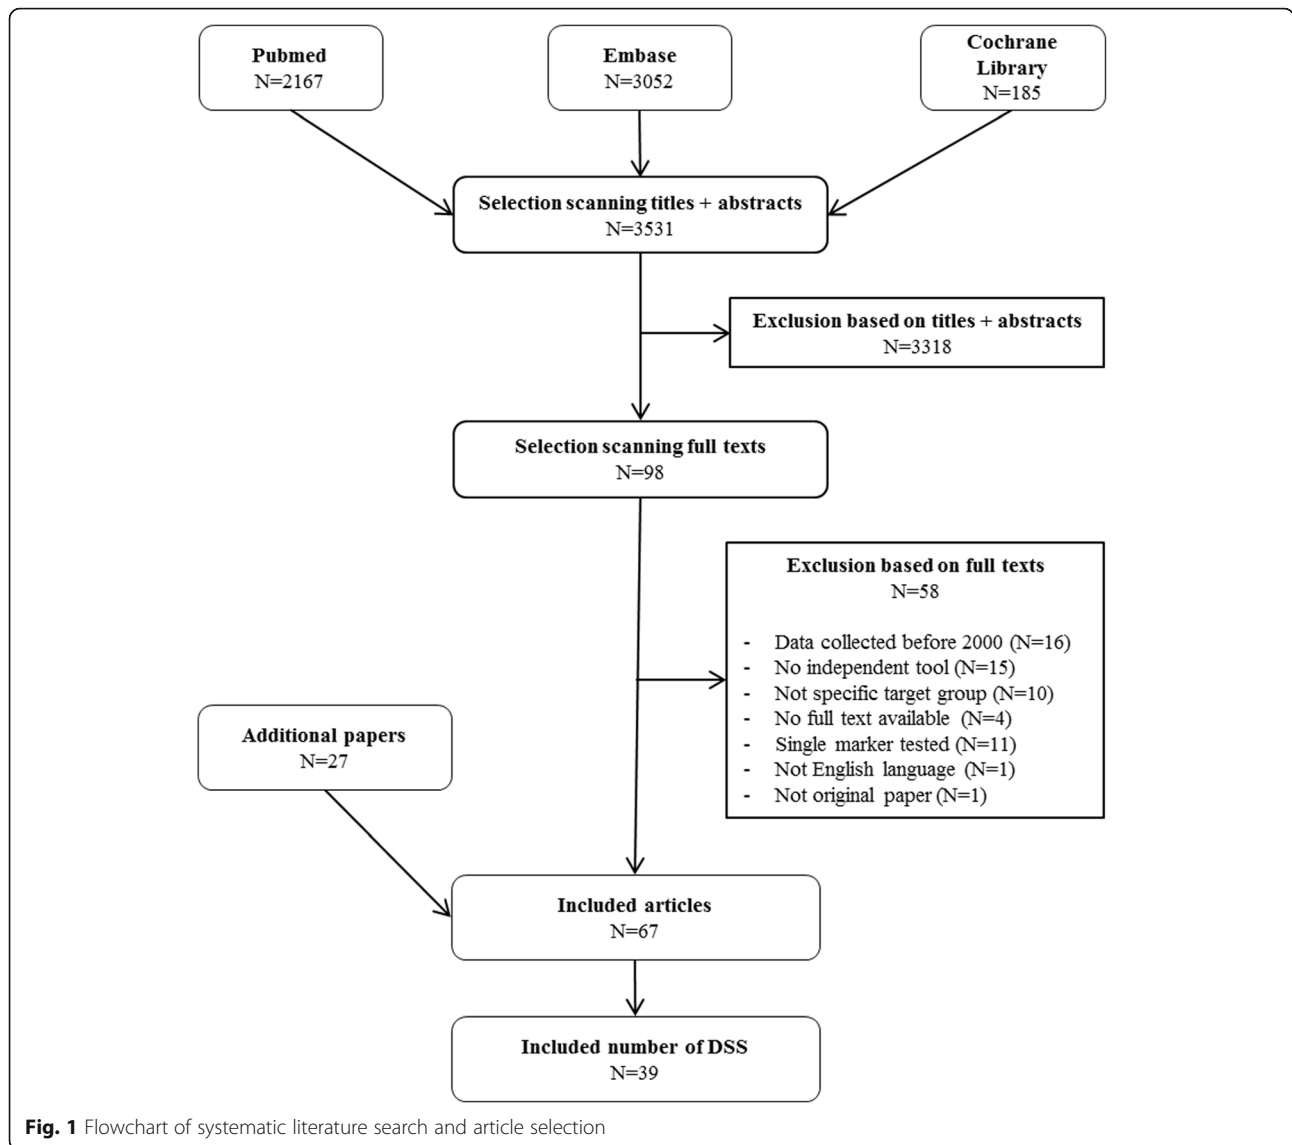 Pubmed
N=2167
Embase
N=3052
Cochrane
Library
N=185
Selection scanning titles + abstracts
N=3531
Exclusion based on titles + abstracts
N=3318
Selection scanning full texts
N=98
Exclusion based on full texts
N=58
- Data collected before 2000 (N=16)
- No independent tool (N=15)
- Not specific target group (N=10)
- No full text available (N=4)
- Single marker tested (N=11)
- Not English language (N=1)
- Not original paper (N=1)
Additional papers
N=27
Included articles
N=67
Included number of DSS
N=39
Fig. 1 Flowchart of systematic literature search and article selection